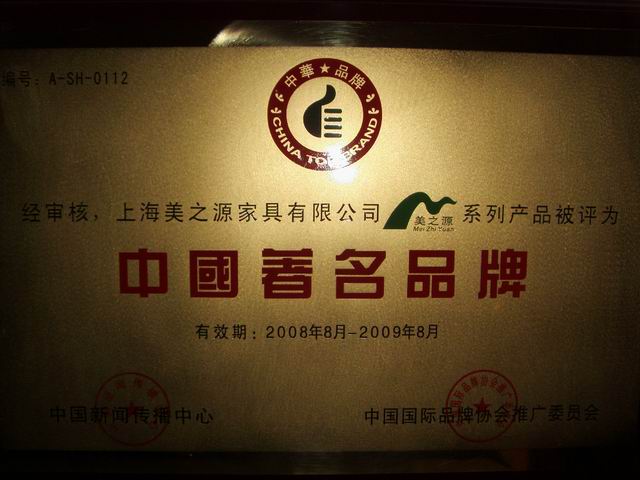 编号：A-SH-0112
中華★品牌
CHINA TOP BRAND
经审核，上海美之源家具有限公司 美之源 Mei Zhi Yuan 系列产品被评为
中國著名品牌
有效期：2008年8月-2009年8月
中国新闻传播中心
中国国际品牌协会推广委员会